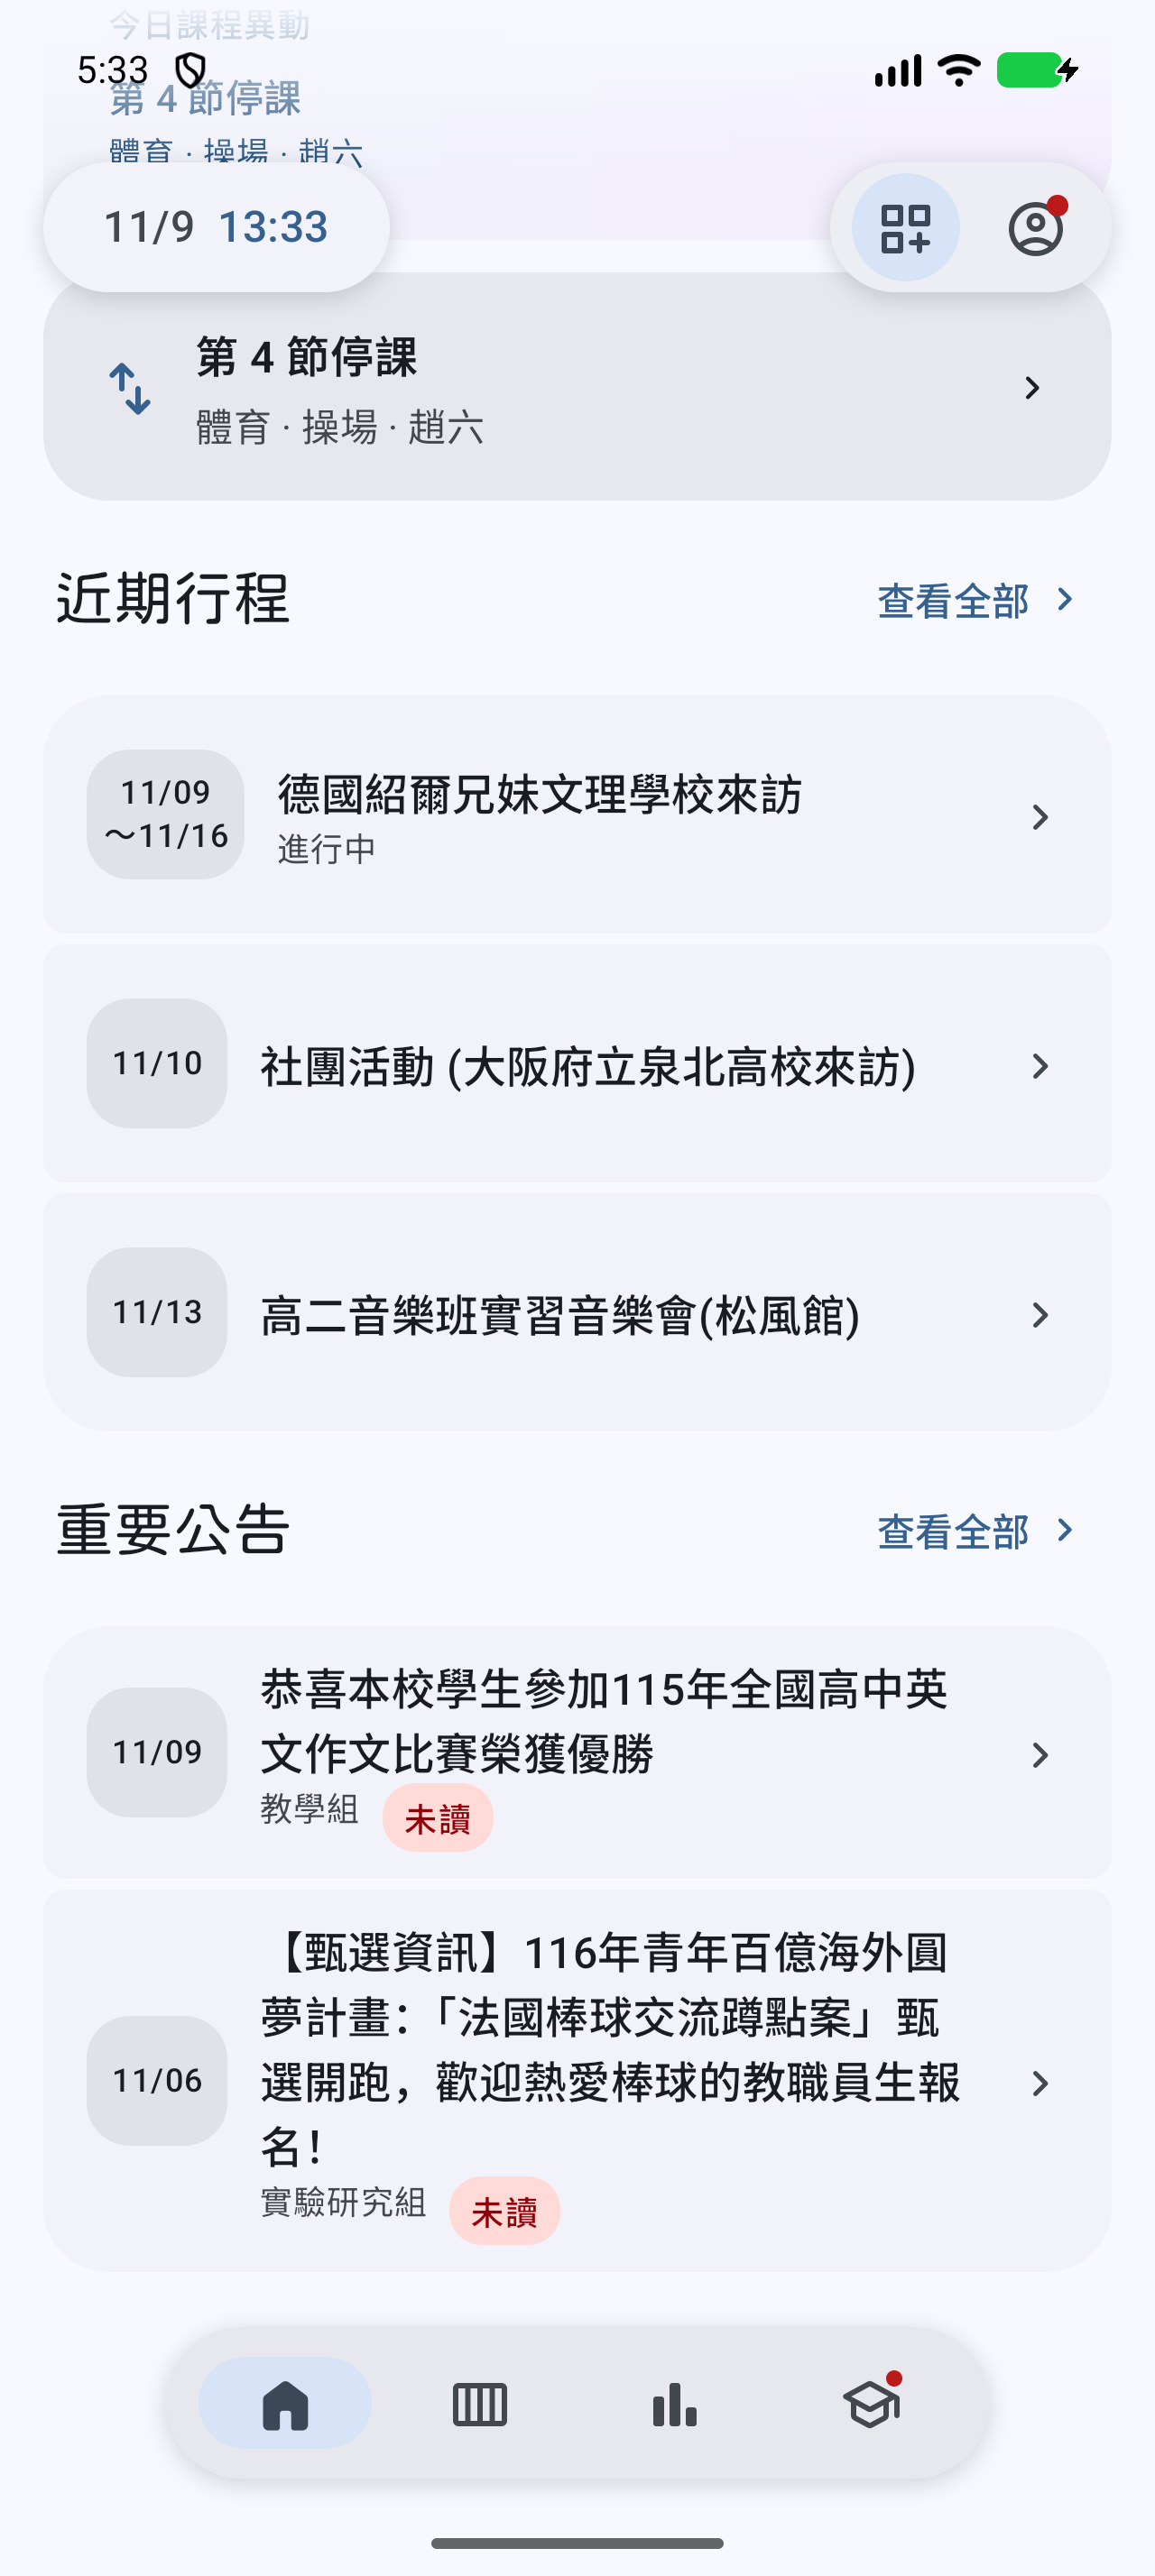 今日課程異動
5:33
第 4 節停課
體育 · 操場 · 趙六
11/9 13:33
第 4 節停課
體育 · 操場 · 趙六
近期行程
查看全部
11/09
～11/16
德國紹爾兄妹文理學校來訪
進行中
11/10
社團活動 (大阪府立泉北高校來訪)
11/13
高二音樂班實習音樂會(松風館)
重要公告
查看全部
11/09
恭喜本校學生參加115年全國高中英
文作文比賽榮獲優勝
教學組
未讀
11/06
【甄選資訊】116年青年百億海外圓
夢計畫：「法國棒球交流蹲點案」甄
選開跑，歡迎熱愛棒球的教職員生報
名！
實驗研究組
未讀